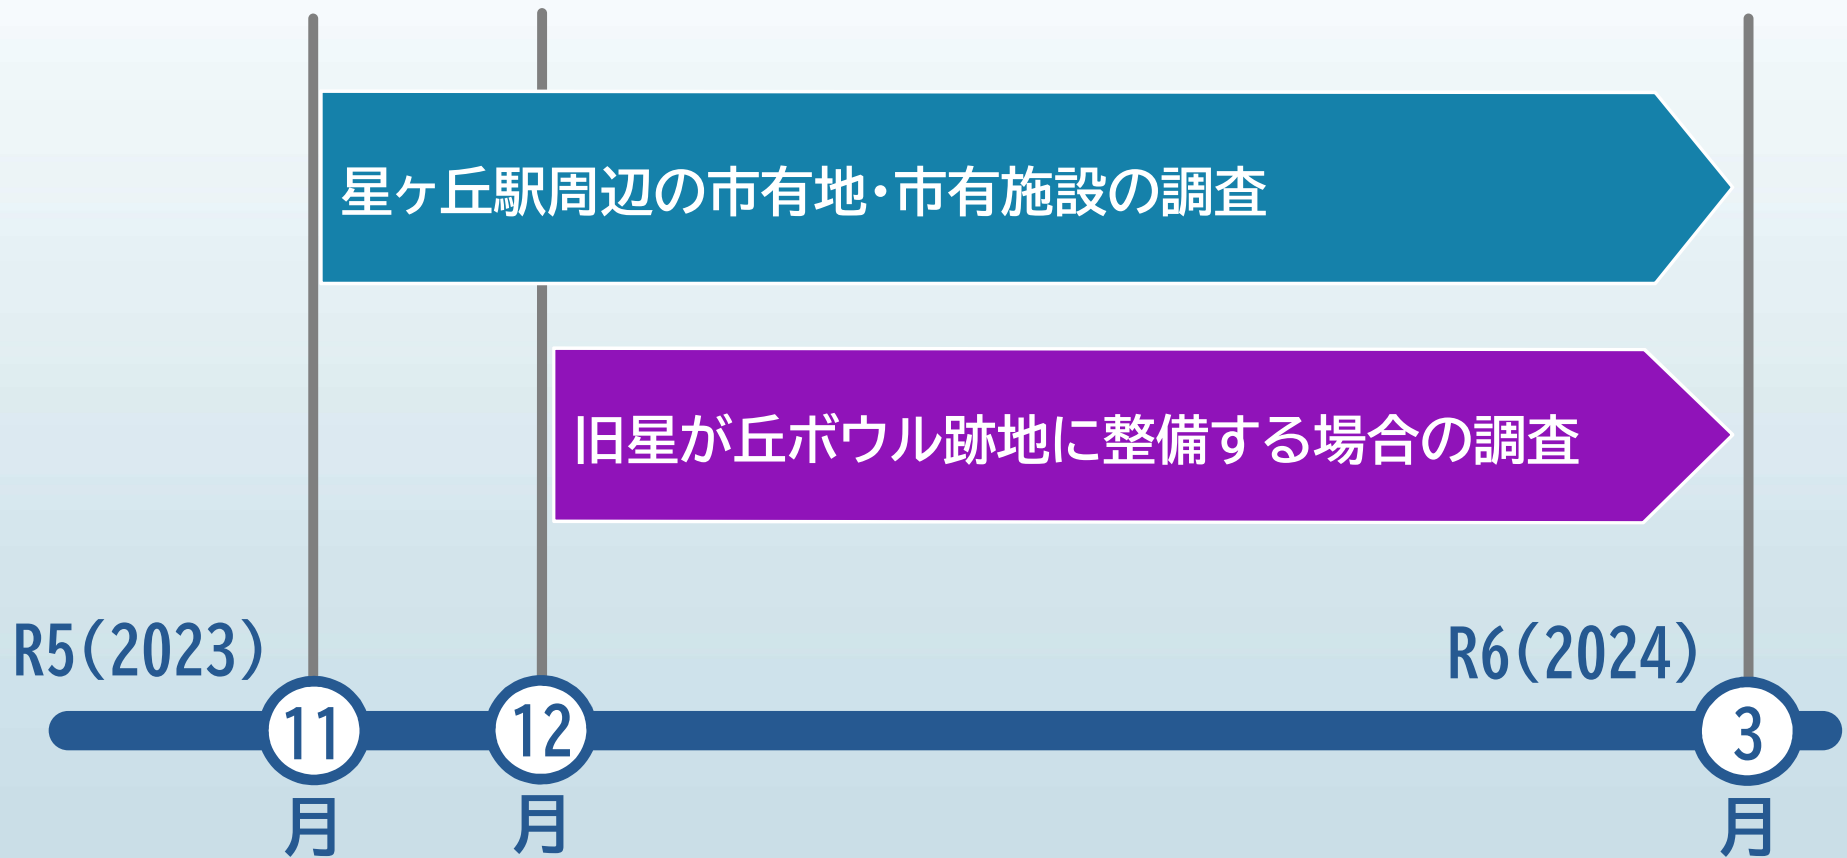 星ヶ丘駅周辺の市有地・市有施設の調査
旧星が丘ボウル跡地に整備する場合の調査
R5(2023)
R6(2024)
11
月
12
月
3
月